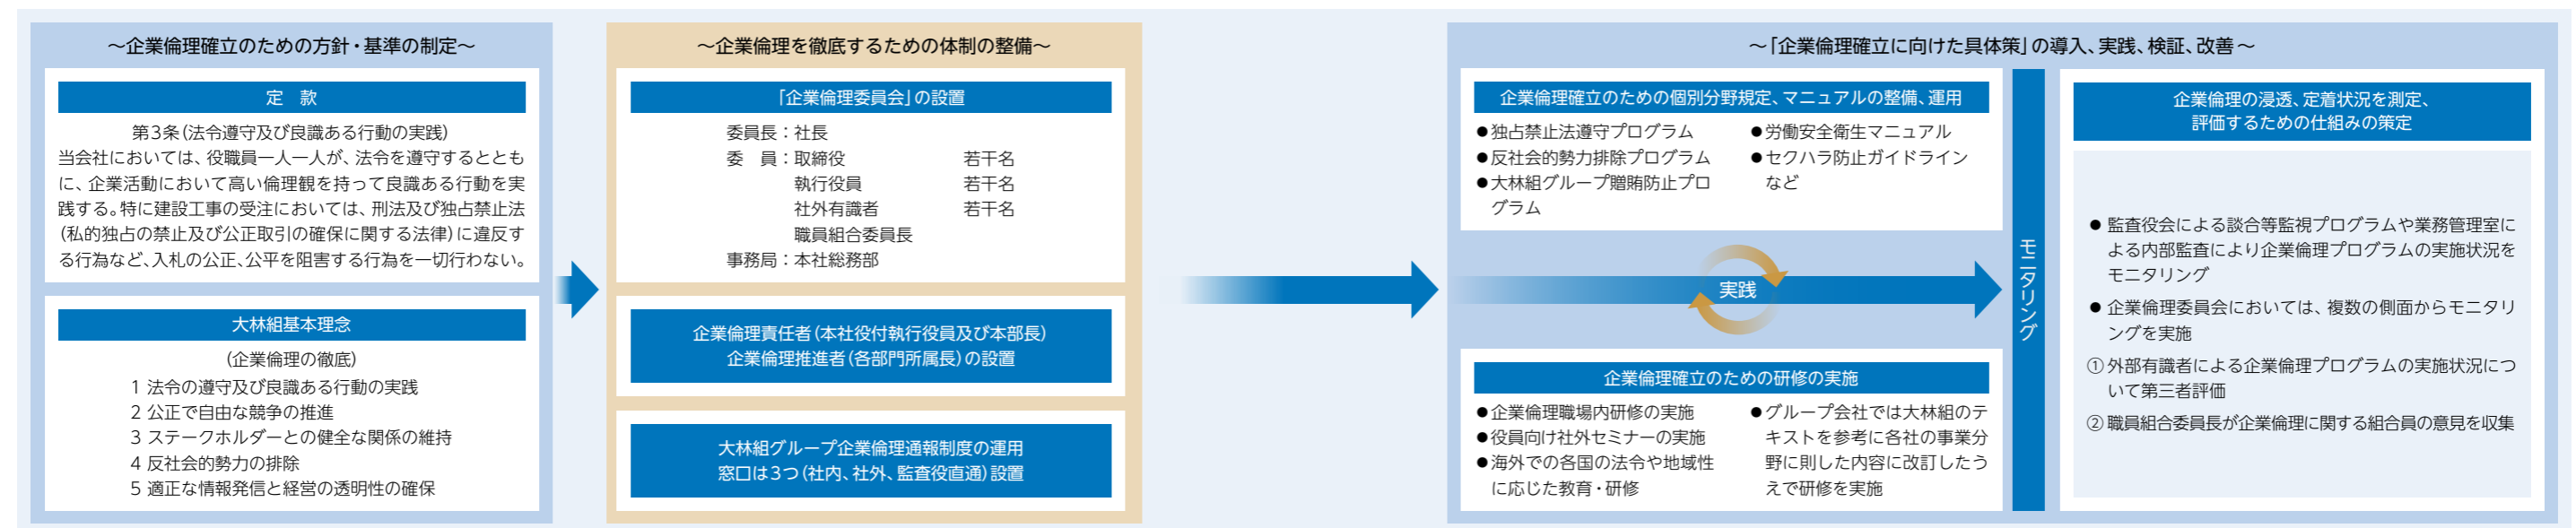 ～企業倫理確立のための方針・基準の制定～
定　款
第3条(法令遵守及び良識ある行動の実践)
当会社においては、役職員一人一人が、法令を遵守するととも
に、企業活動において高い倫理観を持って良識ある行動を実
践する。特に建設工事の受注においては、刑法及び独占禁止法
(私的独占の禁止及び公正取引の確保に関する法律)に違反す
る行為など、入札の公正、公平を阻害する行為を一切行わない。
大林組基本理念
(企業倫理の徹底)
1 法令の遵守及び良識ある行動の実践
2 公正で自由な競争の推進
3 ステークホルダーとの健全な関係の維持
4 反社会的勢力の排除
5 適正な情報発信と経営の透明性の確保
～企業倫理を徹底するための体制の整備～
「企業倫理委員会」の設置
委員長：社長
委　員：取締役　若干名
執行役員　若干名
社外有識者　若干名
職員組合委員長
事務局：本社総務部
企業倫理責任者(本社役付執行役員及び本部長)
企業倫理推進者(各部門所属長)の設置
大林組グループ企業倫理通報制度の運用
窓口は3つ(社内、社外、監査役直通)設置
～「企業倫理確立に向けた具体策」の導入、実践、検証、改善～
企業倫理確立のための個別分野規定、マニュアルの整備、運用
●独占禁止法遵守プログラム
●反社会的勢力排除プログラム
●大林組グループ贈賄防止プロ
グラム
●労働安全衛生マニュアル
●セクハラ防止ガイドライン
など
実践
企業倫理確立のための研修の実施
●企業倫理職場内研修の実施
●役員向け社外セミナーの実施
●海外での各国の法令や地域性
に応じた教育・研修
●グループ会社では大林組のテ
キストを参考に各社の事業分
野に則した内容に改訂したう
えで研修を実施
モニタリング
企業倫理の浸透、定着状況を測定、
評価するための仕組みの策定
● 監査役会による談合等監視プログラムや業務管理室に
よる内部監査により企業倫理プログラムの実施状況を
モニタリング
● 企業倫理委員会においては、複数の側面からモニタリ
ングを実施
① 外部有識者による企業倫理プログラムの実施状況につ
いて第三者評価
② 職員組合委員長が企業倫理に関する組合員の意見を収集